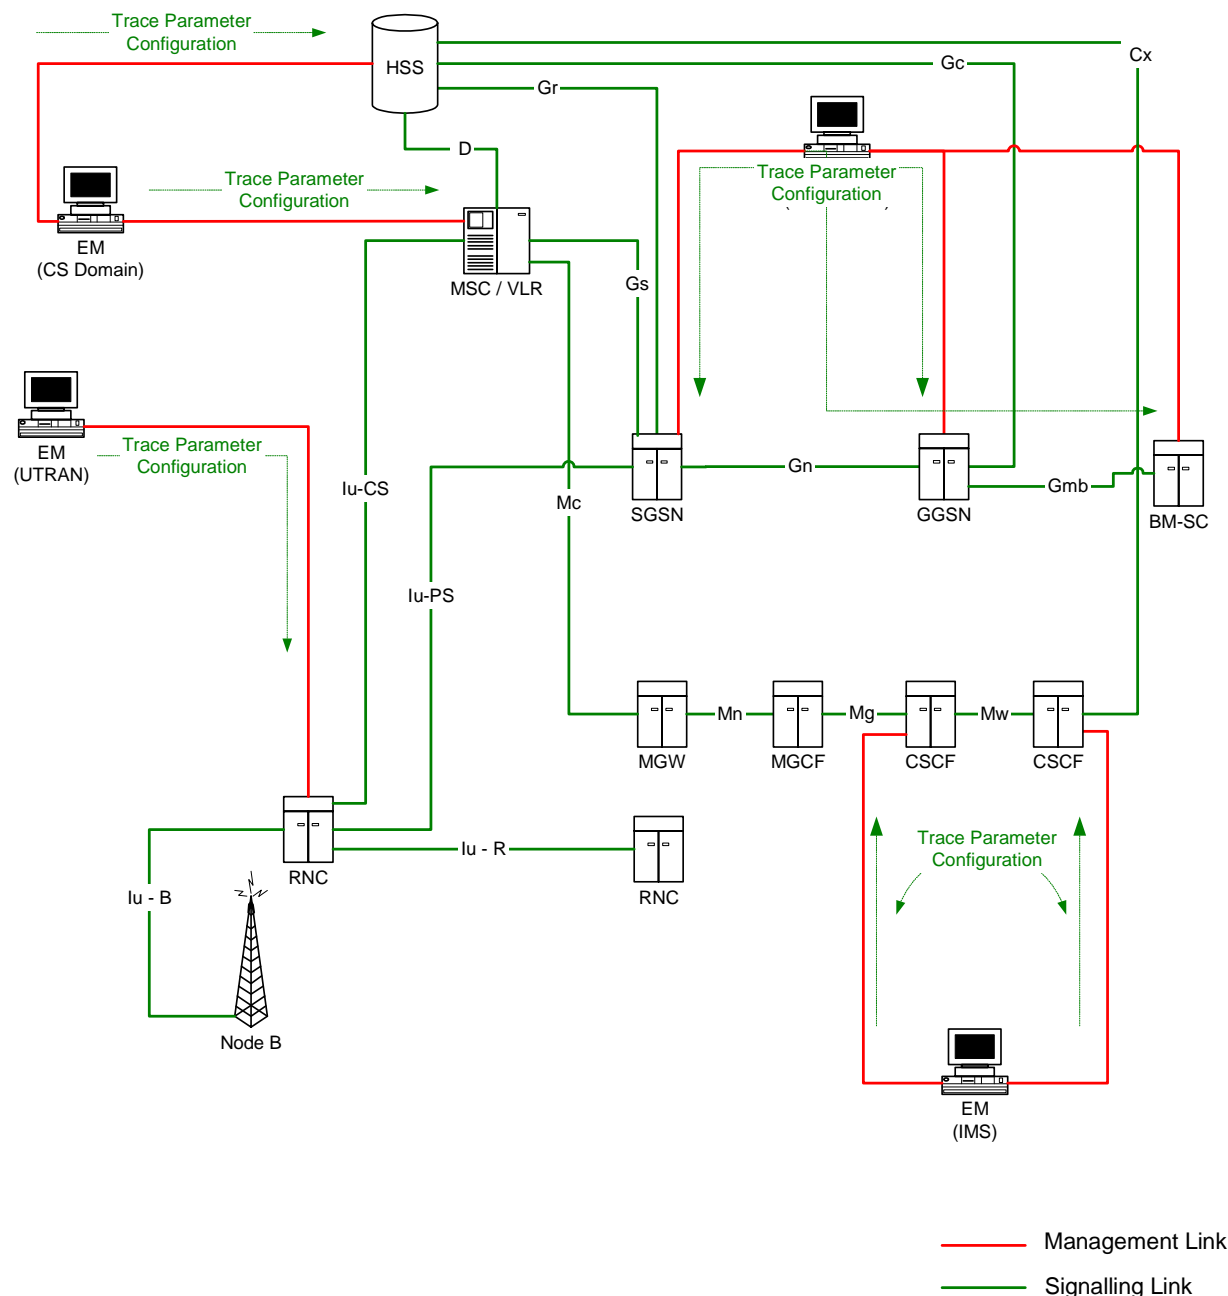 Trace Parameter
Configuration
HSS
Cx
Gc
Gr
D
Trace Parameter
Configuration
Trace Parameter
Configuration
EM
(CS Domain)
MSC / VLR
Gs
EM
(UTRAN)
Trace Parameter
Configuration
Iu-CS
Mc
SGSN
Gn
GGSN
Gmb
BM-SC
Iu-PS
Mn
Mg
Mw
MGW
MGCF
CSCF
CSCF
RNC
Iu - R
RNC
Trace Parameter
Configuration
Iu - B
Node B
EM
(IMS)
Management Link
Signalling Link